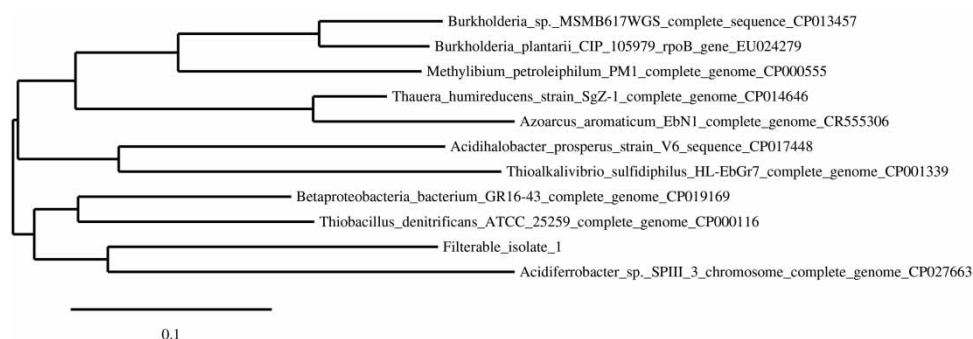 Burkholderia_sp._MSMB617WGS_complete_sequence_CP013457
Burkholderia_plantarii_CIP_105979_rpoB_gene_EU024279
Methylibium_petroleiphilum_PM1_complete_genome_CP000555
Thauera_humireducens_strain_SgZ-1_complete_genome_CP014646
Azoarcus_aromaticum_EbN1_complete_genome_CR555306
Acidihalobacter_prosperus_strain_V6_sequence_CP017448
Thioalkalivibrio_sulfidiphilus_HL-EbGr7_complete_genome_CP001339
Betaproteobacteria_bacterium_GR16-43_complete_genome_CP019169
Thiobacillus_denitrificans_ATCC_25259_complete_genome_CP000116
Filterable_isolate_1
Acidiferrobacter_sp._SPIII_3_chromosome_complete_genome_CP027663
0.1